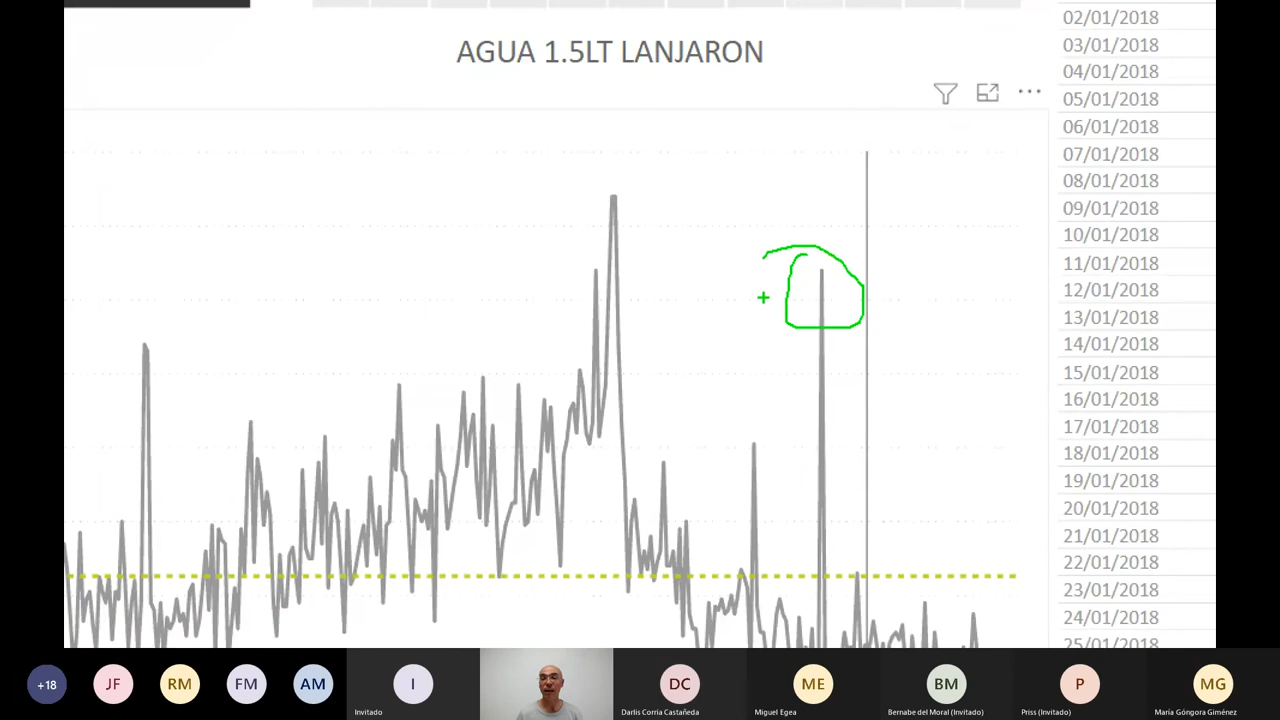 AGUA 1.5LT LANJARON
02/01/2018
03/01/2018
04/01/2018
05/01/2018
06/01/2018
07/01/2018
08/01/2018
09/01/2018
10/01/2018
11/01/2018
12/01/2018
13/01/2018
14/01/2018
15/01/2018
16/01/2018
17/01/2018
18/01/2018
19/01/2018
20/01/2018
21/01/2018
22/01/2018
23/01/2018
24/01/2018
25/01/2018
+18
JF
RM
FM
AM
I
Invitado
DC
Darlis Corria Castañeda
ME
Miguel Egea
BM
Bernabe del Moral (Invitado)
P
Priss (Invitado)
MG
María Góngora Giménez